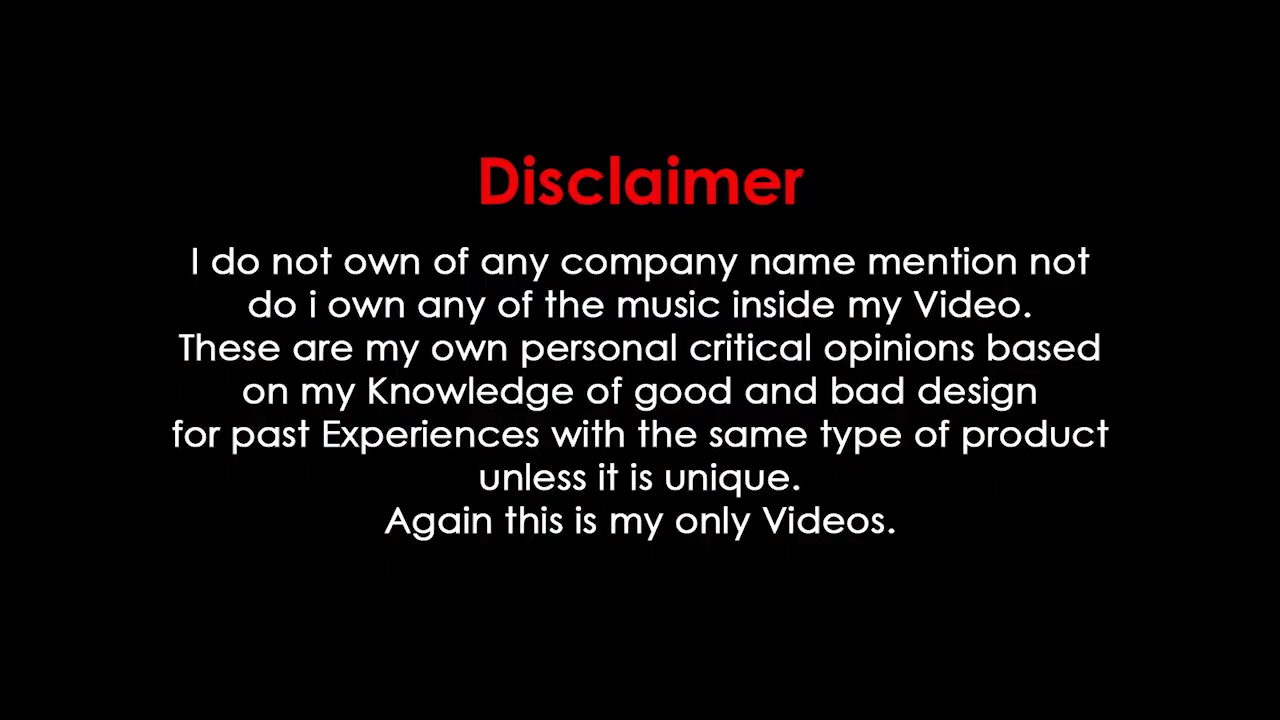 Disclaimer
I do not own of any company name mention not
do i own any of the music inside my Video.
These are my own personal critical opinions based
on my Knowledge of good and bad design
for past Experiences with the same type of product
unless it is unique.
Again this is my only Videos.